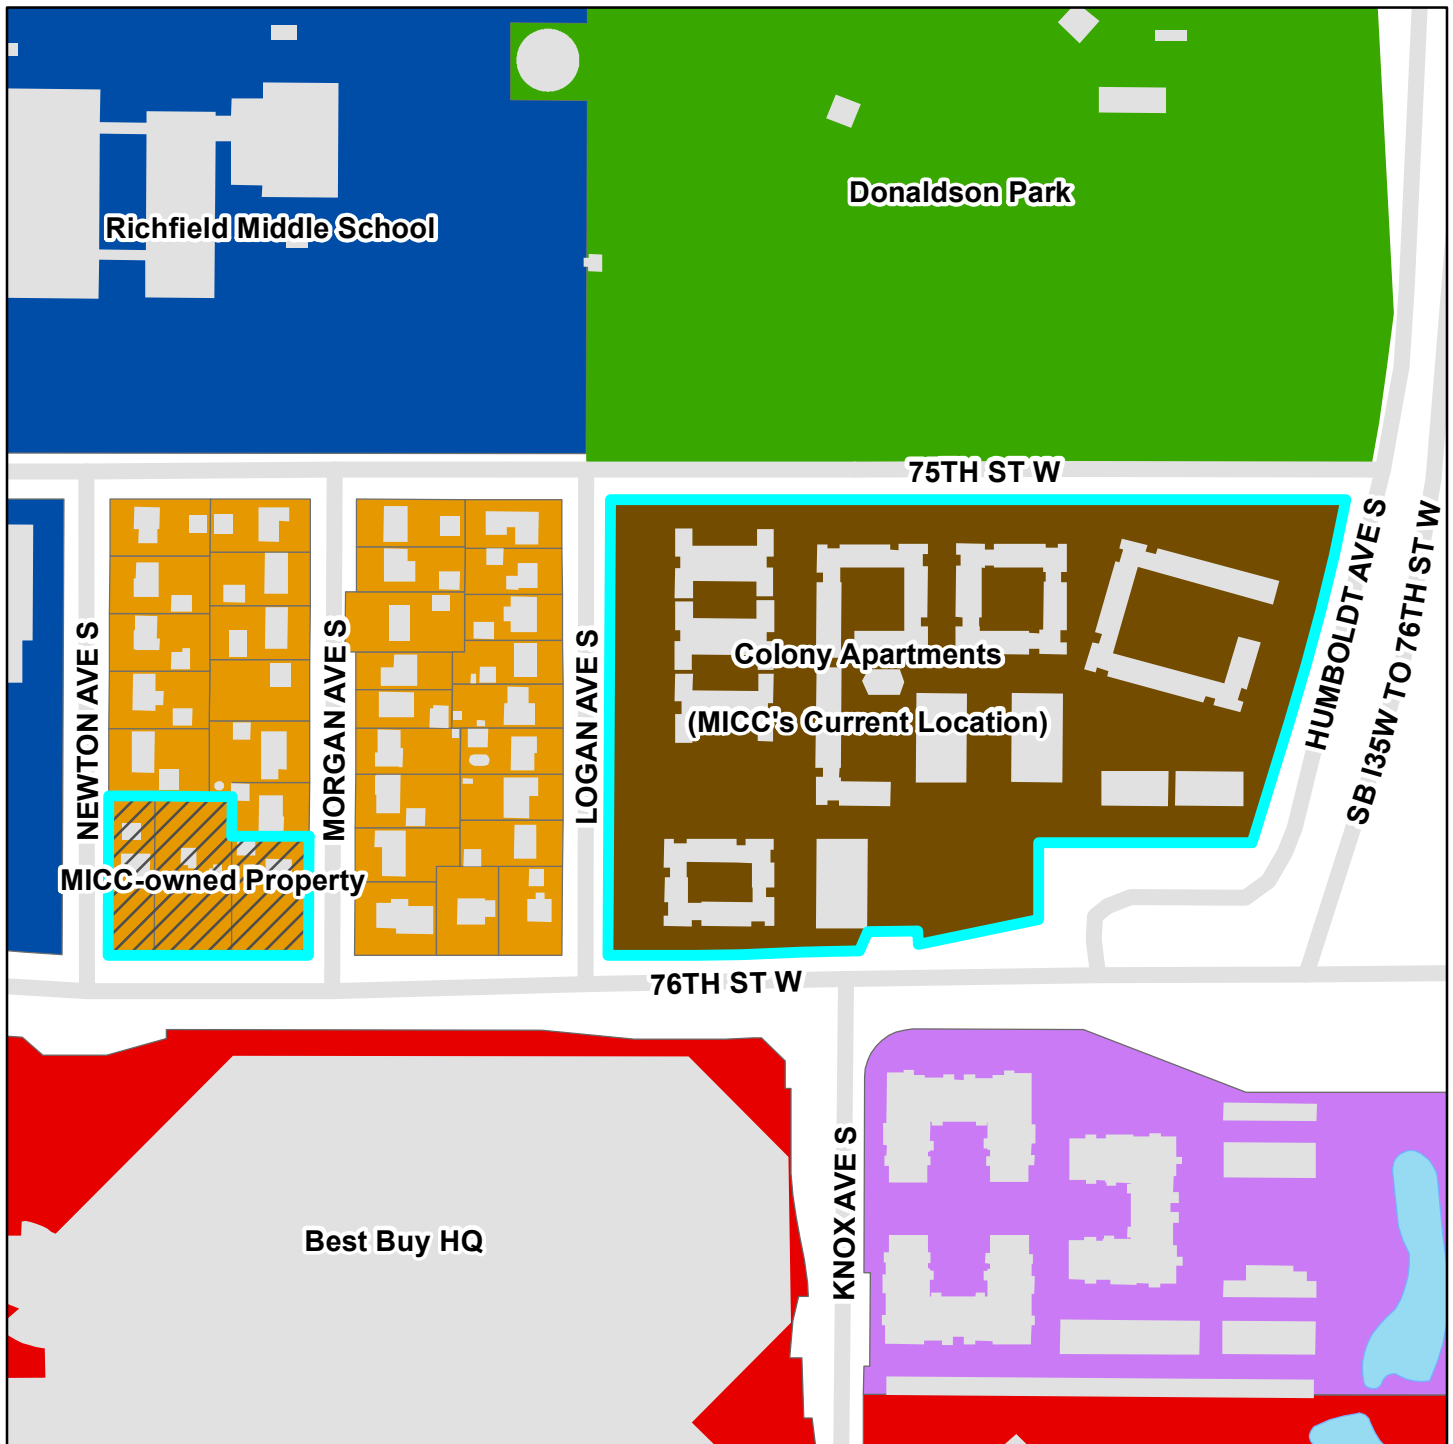 Donaldson Park
Richfield Middle School
75TH ST W
HUMBOLDT AVE S
SB I35W TO 76TH ST W
NEWTON AVE S
MORGAN AVE S
LOGAN AVE S
Colony Apartments
(MICC's Current Location)
MICC-owned Property
76TH ST W
KNOX AVE S
Best Buy HQ